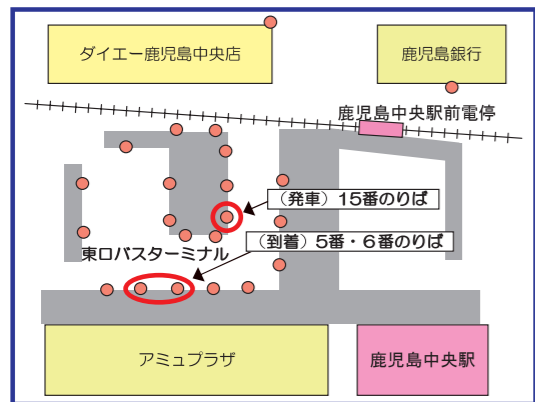 ダイエー鹿児島中央店
鹿児島銀行
鹿児島中央駅前電停
（発車）15番のりば
（到着）5番・6番のりば
東口バスターミナル
アミュプラザ
鹿児島中央駅